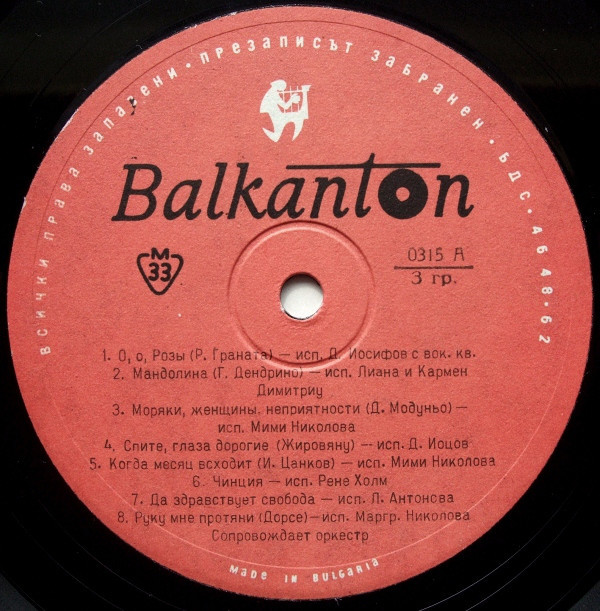 ВСИЧКИ ПРАВА ЗАПАЗЕНИ · ПРЕЗАПИСЪТ ЗАБРАНЕН · БДС · 4648-62
Balkanton
М
33
0315 А
3 гр.
1. О, о, Розы (Р. Граната) — исп. Д. Иосифов с вок. кв.
2. Мандолина (Г. Дендрино) — исп. Лиана и Кармен
Димитриу
3. Моряки, женщины, неприятности (Д. Модуньо) —
исп. Мими Николова
4. Спите, глаза дорогие (Жировяну) — исп. Д. Иоцов
5. Когда месяц всходит (И. Цанков) — исп. Мими Николова
6. Чинция — исп. Рене Холм
7. Да здравствует свобода — исп. Л. Антонова
8. Руку мне протяни (Дорсе) — исп. Маргр. Николова
Сопровождает оркестр
MADE IN BULGARIA